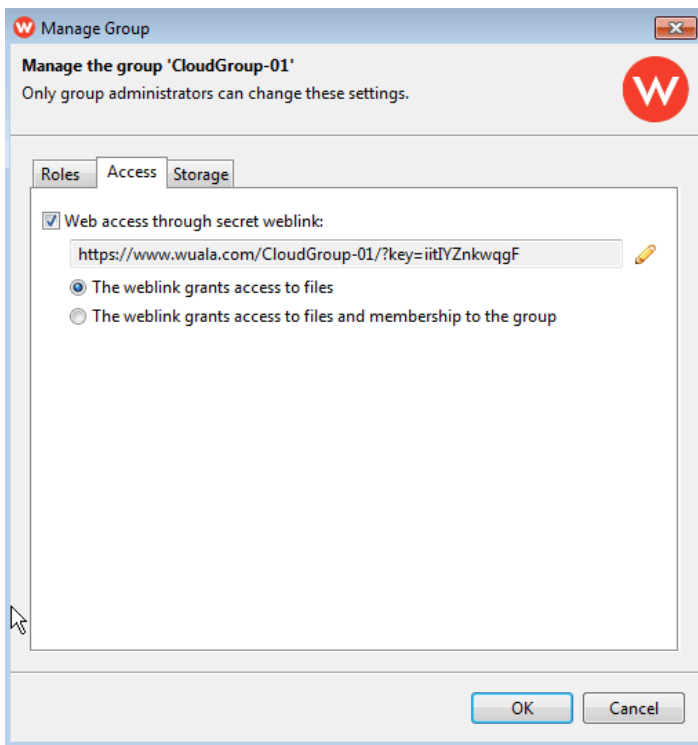 W Manage Group
Manage the group 'CloudGroup-01'
Only group administrators can change these settings.
W
Roles Access Storage
Web access through secret weblink:
https://www.wuala.com/CloudGroup-01/?key=iitIYZnkwqgF
The weblink grants access to files
The weblink grants access to files and membership to the group
OK Cancel